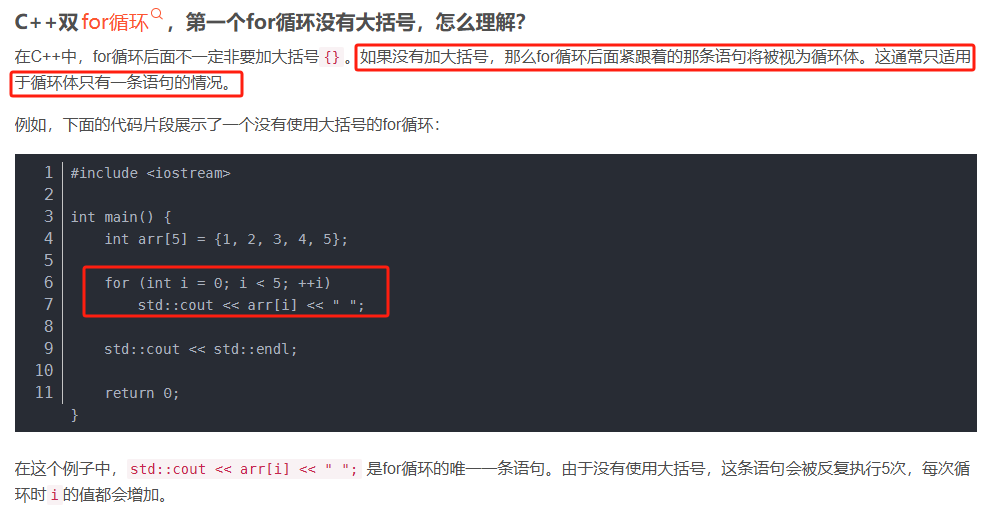 C++双for循环，第一个for循环没有大括号，怎么理解？
在C++中，for循环后面不一定非要加大括号 {} 。如果没有加大括号，那么for循环后面紧跟着的那条语句将被视为循环体。这通常只适用
于循环体只有一条语句的情况。
例如，下面的代码片段展示了一个没有使用大括号的for循环：
1 #include <iostream>
2
3 int main() {
4     int arr[5] = {1, 2, 3, 4, 5};
5
6     for (int i = 0; i < 5; ++i)
7         std::cout << arr[i] << " ";
8
9     std::cout << std::endl;
10
11     return 0;
}
在这个例子中， std::cout << arr[i] << " "; 是for循环的唯一一条语句。由于没有使用大括号，这条语句会被反复执行5次，每次循
环时 i 的值都会增加。